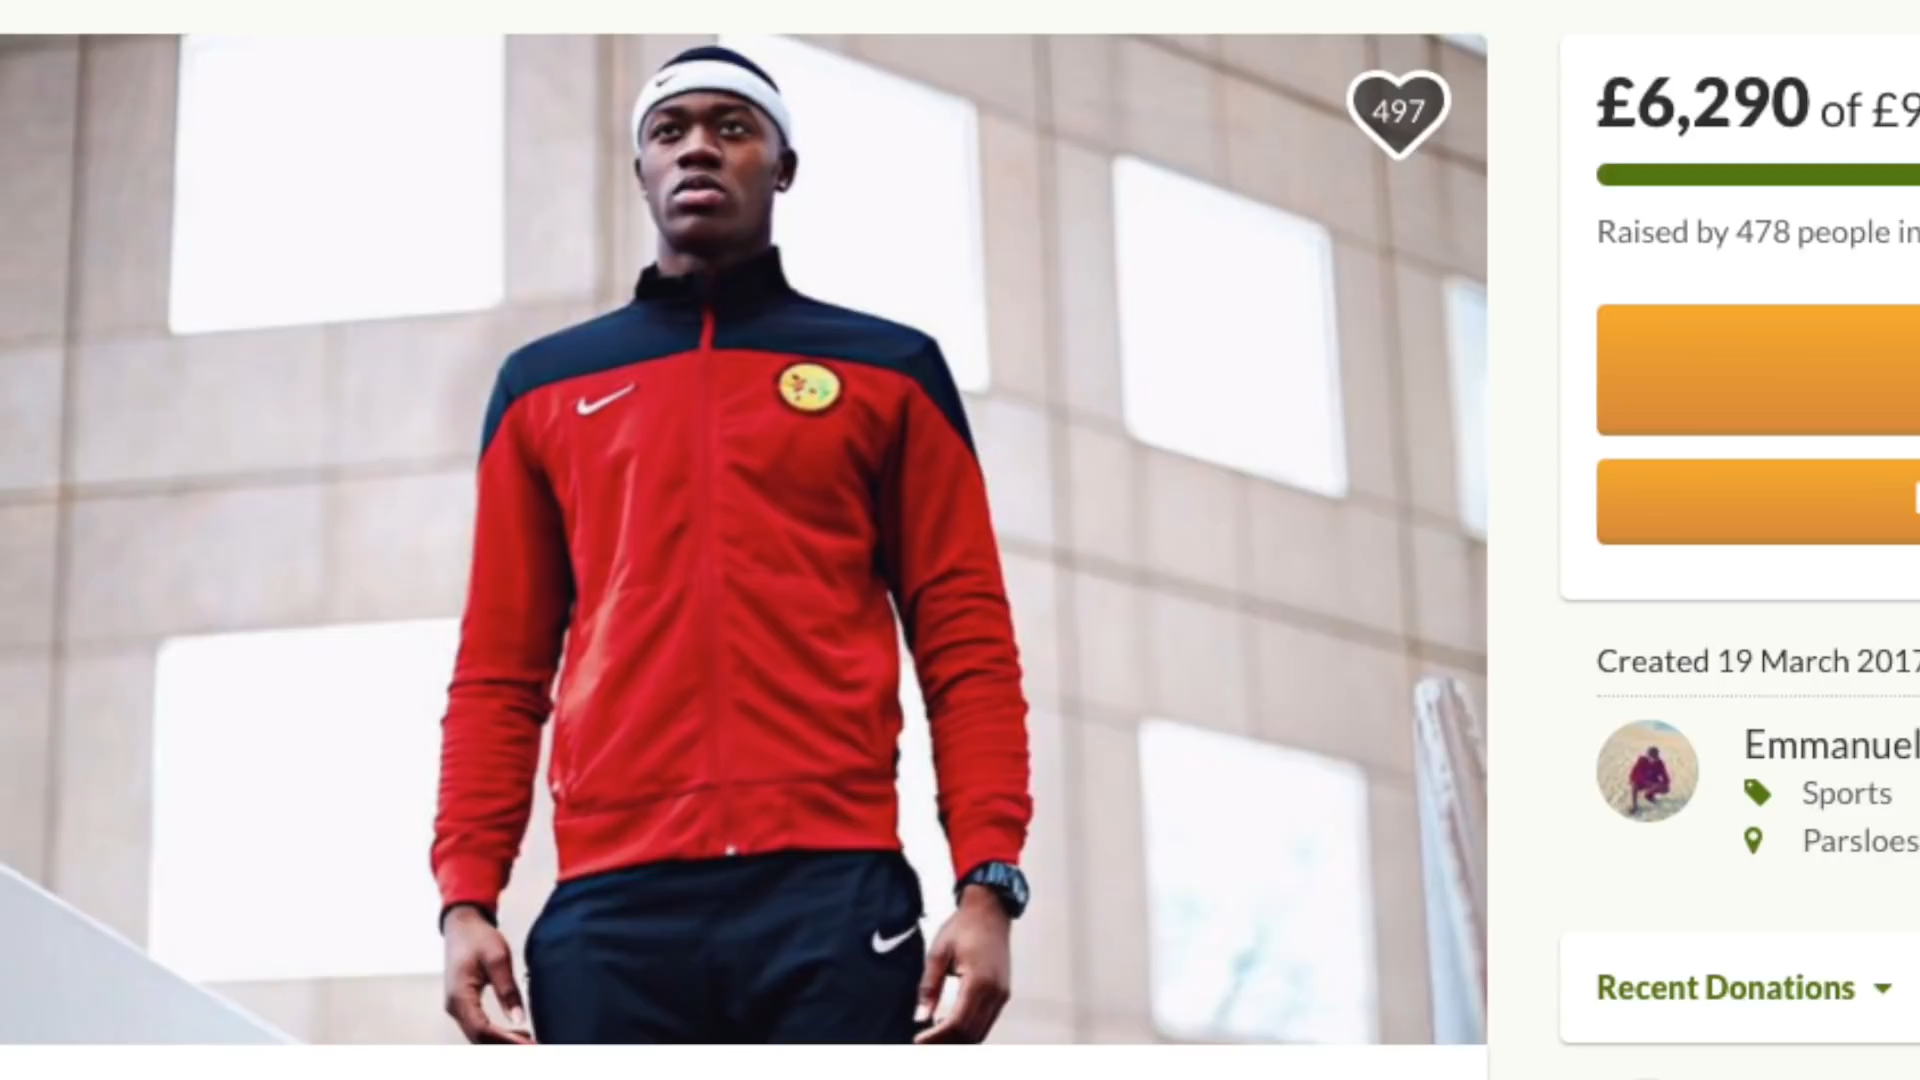 497
£6,290 of £9
Raised by 478 people in
Created 19 March 2017
Emmanuel
Sports
Parsloes
Recent Donations